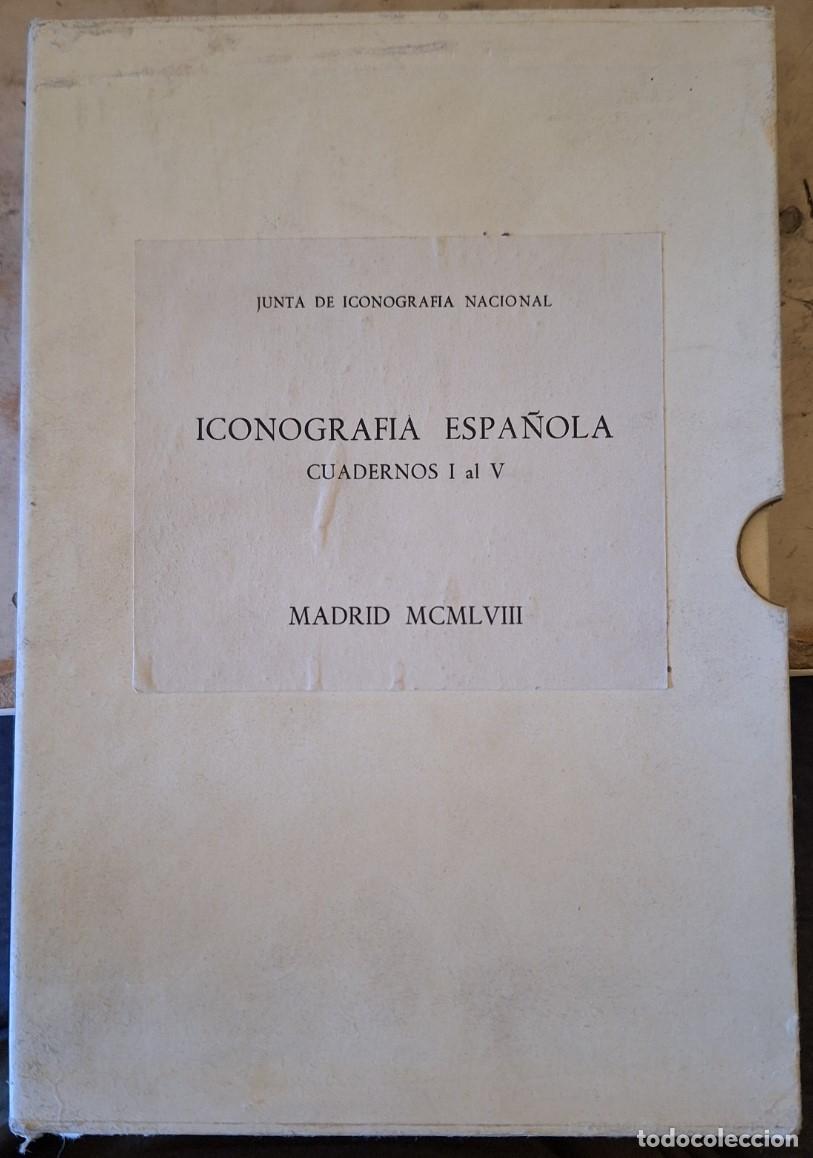 JUNTA DE ICONOGRAFIA NACIONAL
ICONOGRAFIA ESPAÑOLA
CUADERNOS I al V
MADRID MCMLVIII
todocoleccion